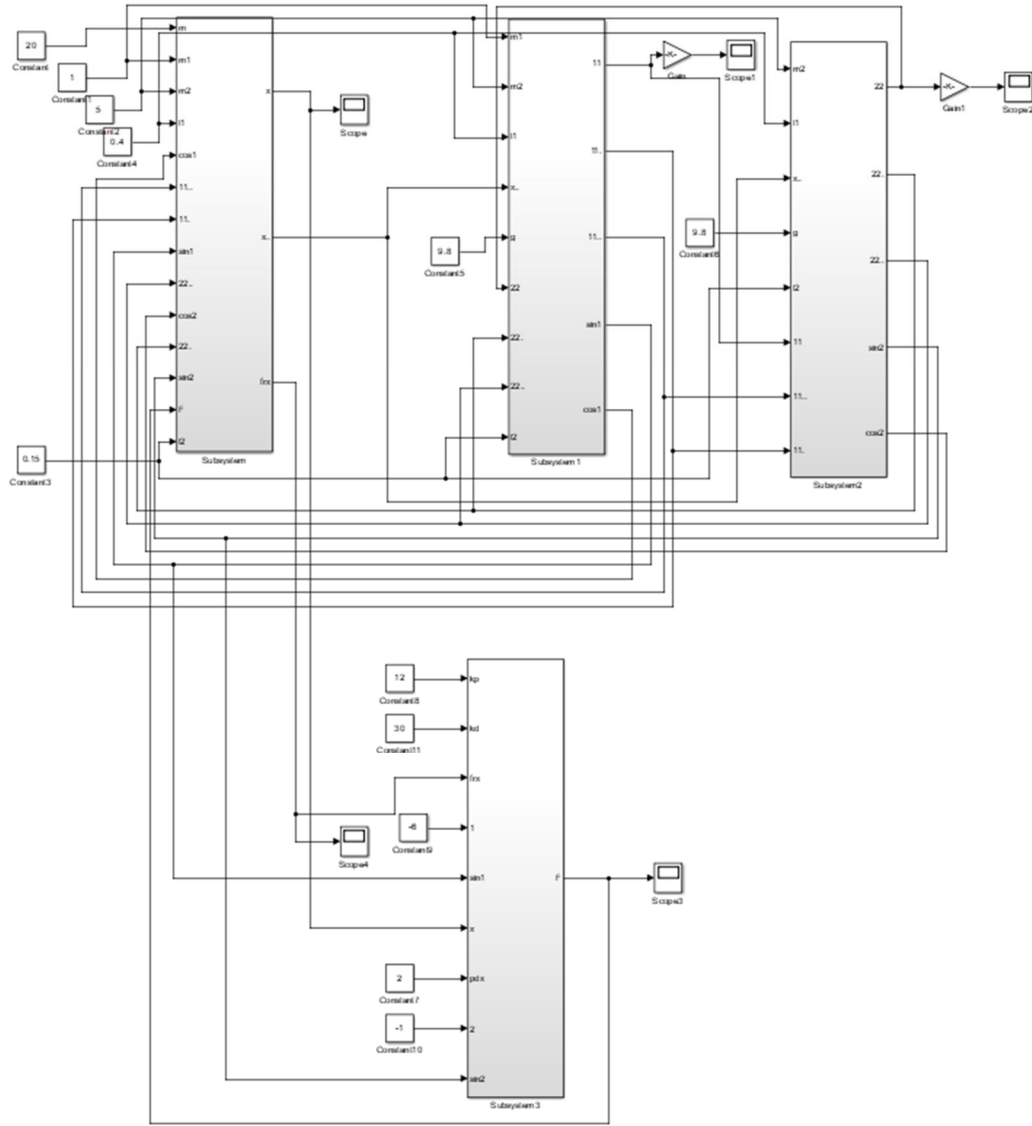 20
Constant
1
Constant1
5
Constant2
0.4
Constant4
0.15
Constant3
m
m1
m2
l1
cos1
11..
11.
sin1
22..
cos2
22.
sin2
F
l2
x
x..
frx
Subsystem
Scope
9.8
Constant5
m1
m2
l1
x..
g
22
22.
22..
l2
11
11.
11..
sin1
cos1
Subsystem1
-K-
Gain
Scope1
9.8
Constant6
m2
l1
x..
g
l2
11
11..
11.
22
22.
22..
sin2
cos2
Subsystem2
-K-
Gain1
Scope2
12
Constant8
30
Constant11
-6
Constant9
2
Constant7
-1
Constant10
Scope4
kp
kd
frx
1
sin1
x
pdx
2
sin2
F
Subsystem3
Scope3